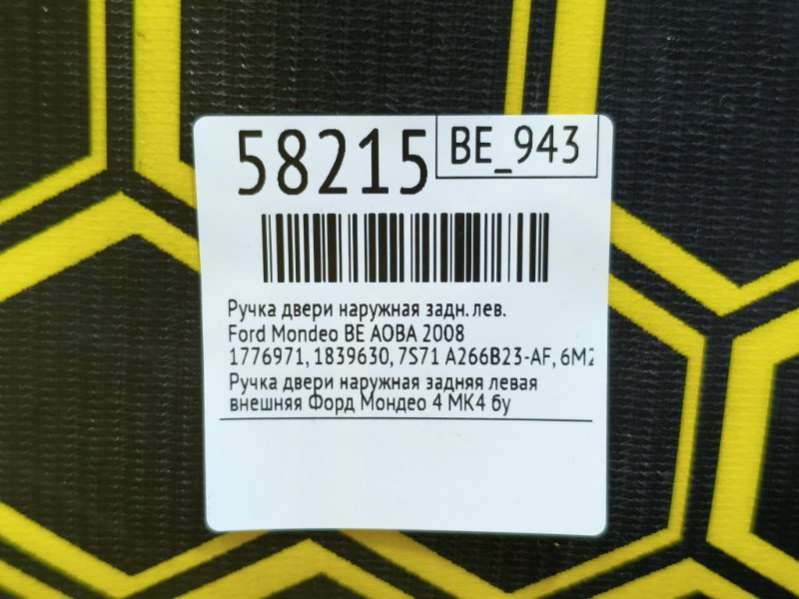 58215
BE_943
Ручка двери наружная задн. лев.
Ford Mondeo BE AOBA 2008
1776971, 1839630, 7S71 A266B23-AF, 6M2
Ручка двери наружная задняя левая
внешняя Форд Мондео 4 МК4 бу